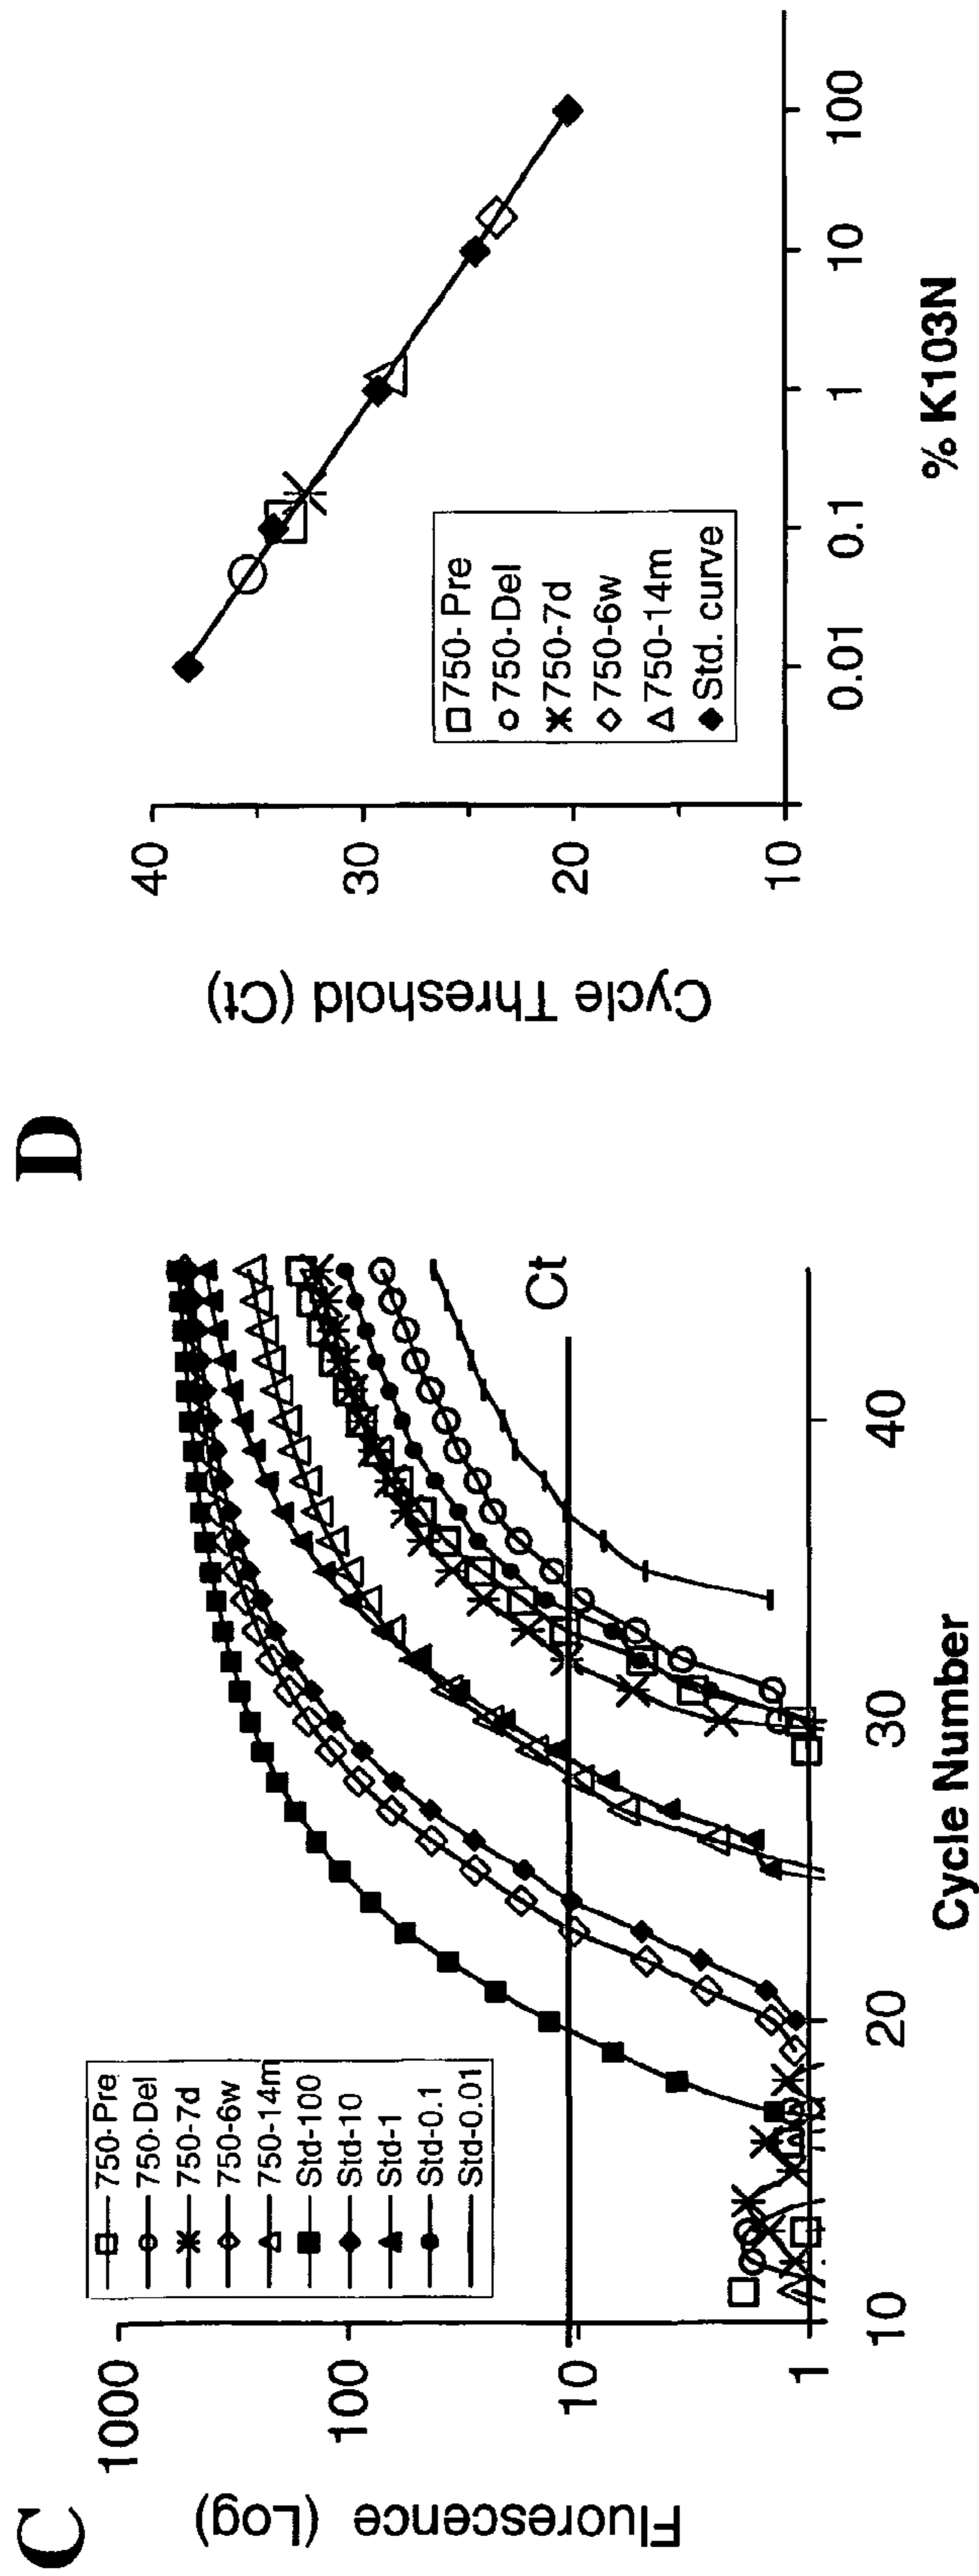 C
Fluorescence (Log)
1000
100
10
1
750-Pre
750-Del
750-7d
750-6w
750-14m
Std-100
Std-10
Std-1
Std-0.1
Std-0.01
Ct
10
20
30
40
Cycle Number
D
Cycle Threshold (Ct)
40
30
20
10
750-Pre
750-Del
750-7d
750-6w
750-14m
Std. curve
0.01
0.1
1
10
100
% K103N